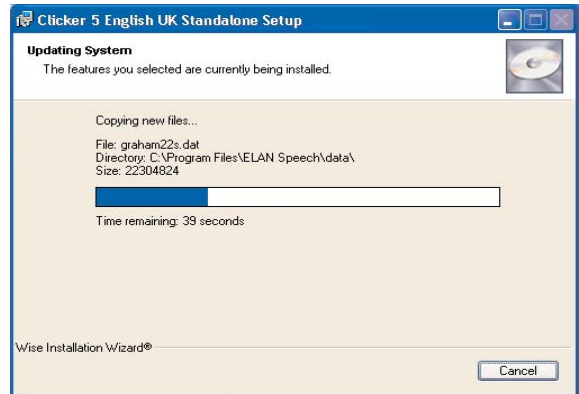 Clicker 5 English UK Standalone Setup
Updating System
The features you selected are currently being installed.
Copying new files...
File: graham22s.dat
Directory: C:\Program Files\ELAN Speech\data\
Size: 22304824
Time remaining: 39 seconds
Wise Installation Wizard®
Cancel